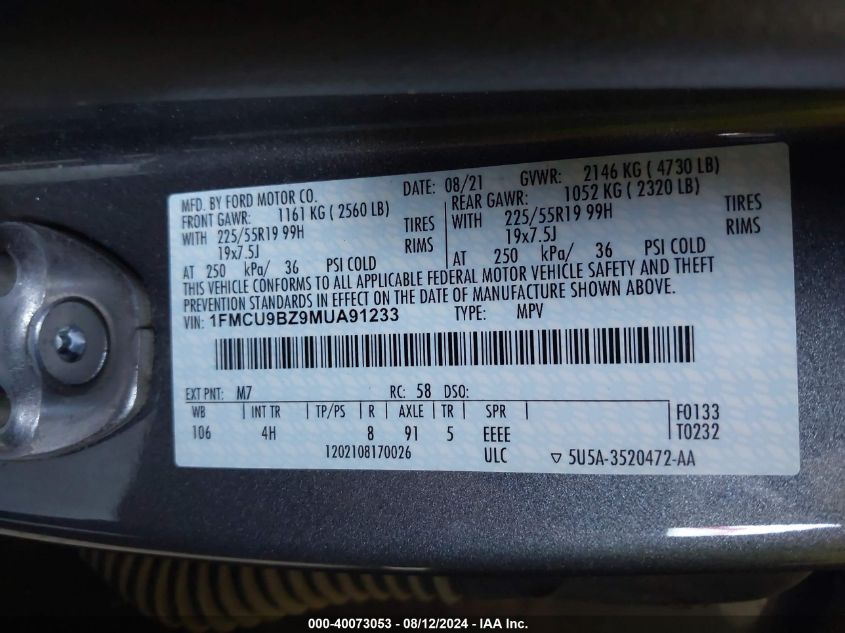 MFD. BY FORD MOTOR CO. DATE: 08/21 GVWR: 2146 KG ( 4730 LB)
FRONT GAWR: 1161 KG ( 2560 LB) REAR GAWR: 1052 KG ( 2320 LB)
WITH 225/55R19 99H TIRES WITH 225/55R19 99H TIRES
19x7.5J RIMS 19x7.5J RIMS
AT 250 kPa/ 36 PSI COLD AT 250 kPa/ 36 PSI COLD
THIS VEHICLE CONFORMS TO ALL APPLICABLE FEDERAL MOTOR VEHICLE SAFETY AND THEFT
PREVENTION STANDARDS IN EFFECT ON THE DATE OF MANUFACTURE SHOWN ABOVE.
VIN: 1FMCU9BZ9MUA91233 TYPE: MPV
EXT PNT: M7 RC: 58 DSO:
WB INT TR TP/PS R AXLE TR SPR F0133
106 4H 8 91 5 EEEE T0232
1202108170026 ULC ▽ 5U5A-3520472-AA
000-40073053 - 08/12/2024 - IAA Inc.